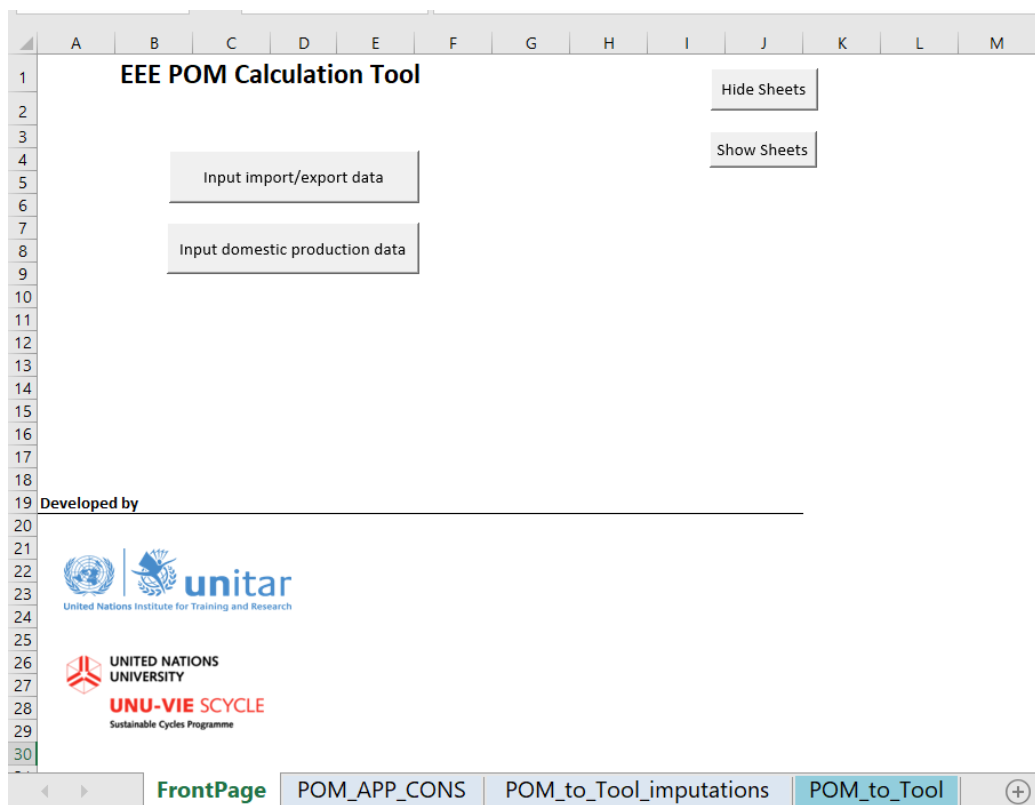 A B C D E F G H I J K L M
1 EEE POM Calculation Tool
Hide Sheets
2
3
Show Sheets
4
Input import/export data
5
6
7
8 Input domestic production data
9
10
11
12
13
14
15
16
17
18
19 Developed by
20
21
22
unitar
23
United Nations Institute for Training and Research
24
25
26 UNITED NATIONS
UNIVERSITY
27
28 UNU-VIE SCYCLE
Sustainable Cycles Programme
29
30
FrontPage POM_APP_CONS POM_to_Tool_imputations POM_to_Tool